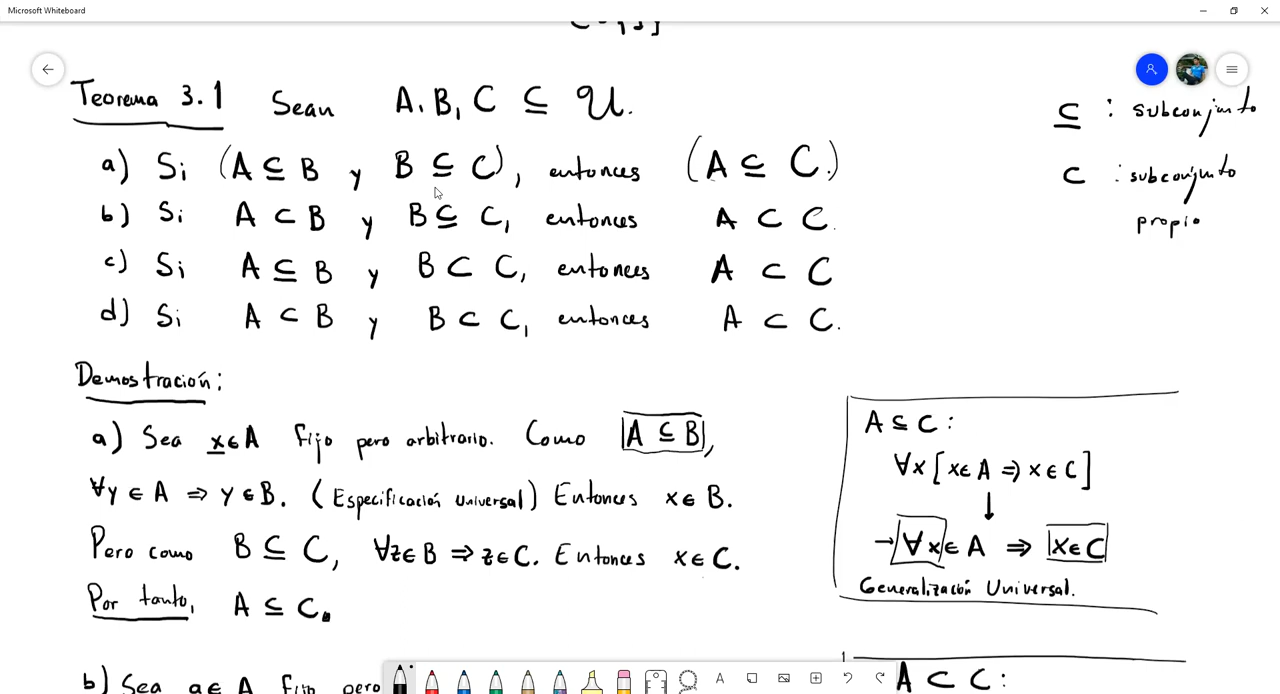 Microsoft Whiteboard
Teorema 3.1 Sean A, B, C ⊆ 𝒰.
⊆ : subconjunto
a) Si (A ⊆ B y B ⊆ C), entonces (A ⊆ C.)
⊂ : subconjunto
propio
b) Si A ⊂ B y B ⊆ C, entonces A ⊂ C.
c) Si A ⊆ B y B ⊂ C, entonces A ⊂ C
d) Si A ⊂ B y B ⊂ C, entonces A ⊂ C.
Demostración:
a) Sea x∈A fijo pero arbitrario. Como A ⊆ B,
∀y ∈ A ⇒ y ∈ B. (Especificación Universal) Entonces x ∈ B.
Pero como B ⊆ C, ∀z∈B ⇒ z∈C. Entonces x∈C.
Por tanto, A ⊆ C.
A ⊆ C:
∀x [x∈A ⇒ x∈C]
↓
→ ∀x ∈ A ⇒ x∈C
Generalización Universal.
b) Sea a∈ A fijo pero
A ⊂ C: